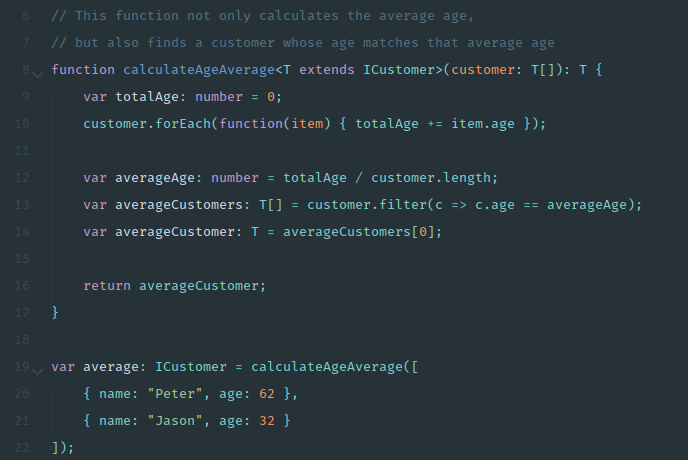 6 // This function not only calculates the average age,
7 // but also finds a customer whose age matches that average age
8 function calculateAgeAverage<T extends ICustomer>(customer: T[]): T {
9 var totalAge: number = 0;
10 customer.forEach(function(item) { totalAge += item.age });
11
12 var averageAge: number = totalAge / customer.length;
13 var averageCustomers: T[] = customer.filter(c => c.age == averageAge);
14 var averageCustomer: T = averageCustomers[0];
15
16 return averageCustomer;
17 }
18
19 var average: ICustomer = calculateAgeAverage([
20 { name: "Peter", age: 62 },
21 { name: "Jason", age: 32 }
22 ]);